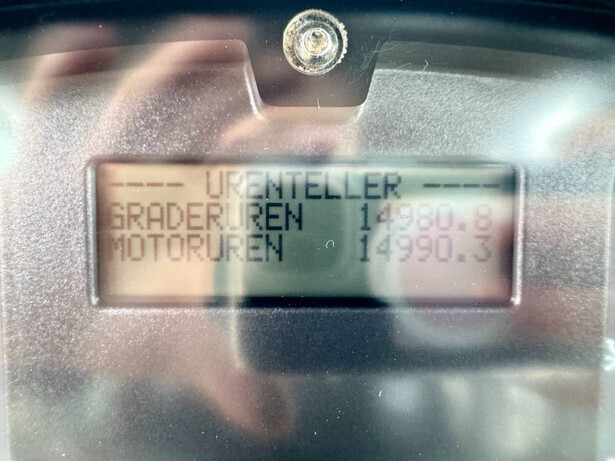 ---- URENTELLER ----
GRADERUREN 14980.8
MOTORUREN 14990.3